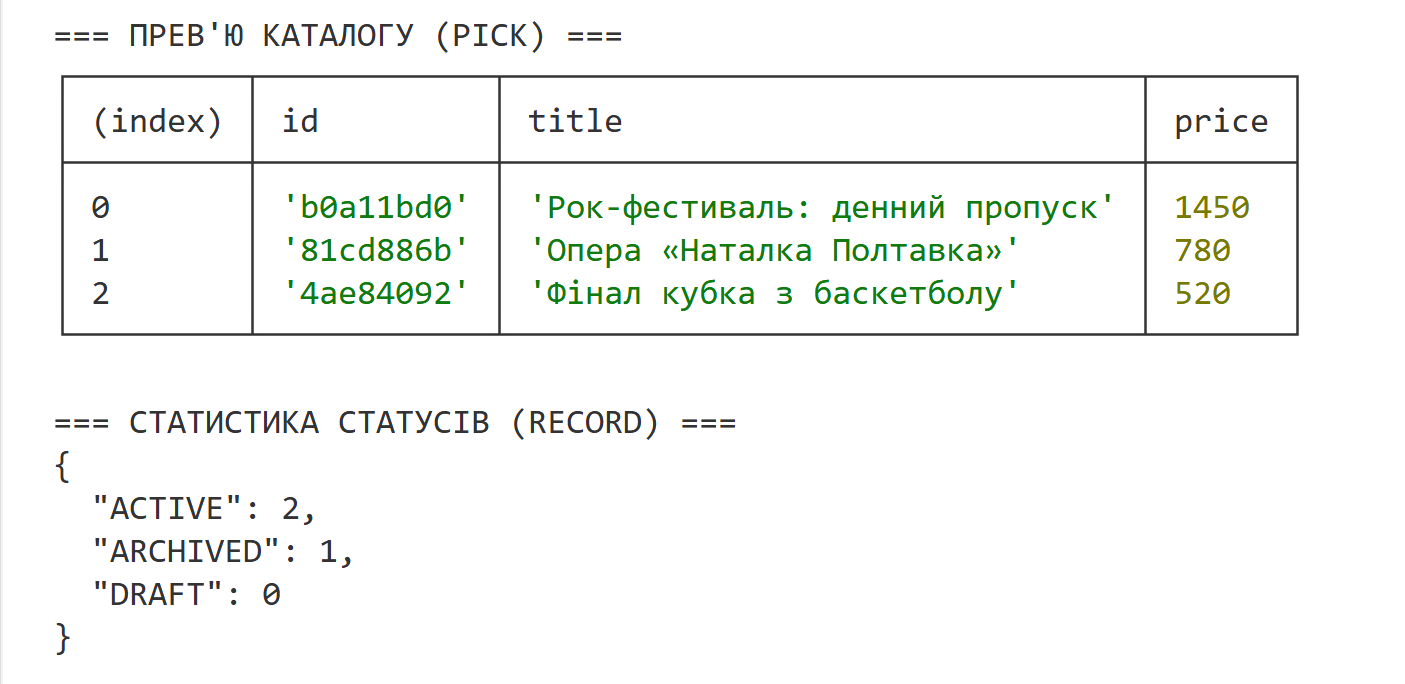 === ПРЕВ'Ю КАТАЛОГУ (PICK) ===
(index) id title price
0 'b0a11bd0' 'Рок-фестиваль: денний пропуск' 1450
1 '81cd886b' 'Опера «Наталка Полтавка»' 780
2 '4ae84092' 'Фінал кубка з баскетболу' 520
=== СТАТИСТИКА СТАТУСІВ (RECORD) ===
{
  "ACTIVE": 2,
  "ARCHIVED": 1,
  "DRAFT": 0
}